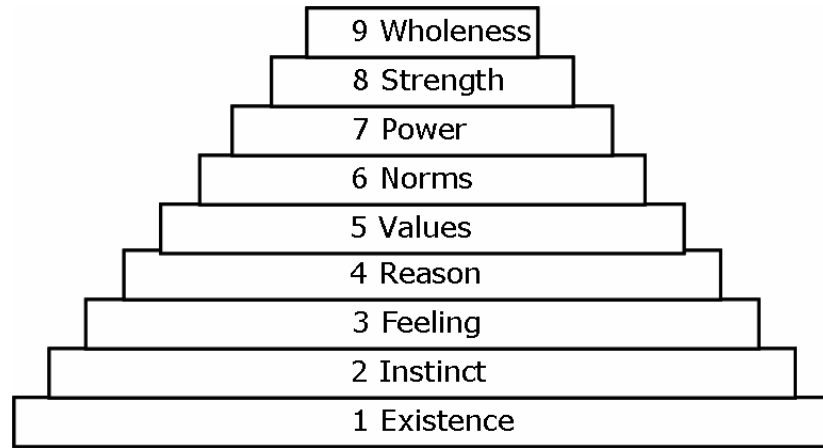 9 Wholeness
8 Strength
7 Power
6 Norms
5 Values
4 Reason
3 Feeling
2 Instinct
1 Existence